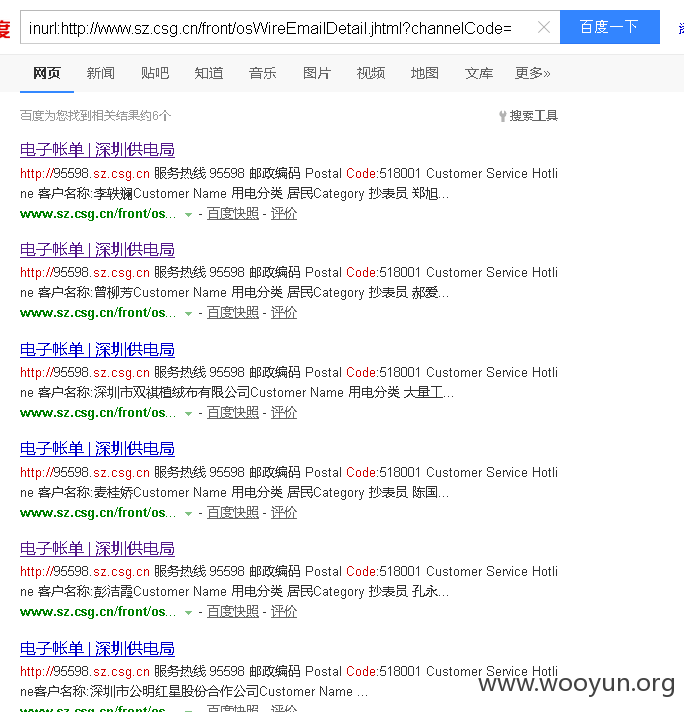 度 inurl:http://www.sz.csg.cn/front/osWireEmailDetail.jhtml?channelCode= 百度一下
网页 新闻 贴吧 知道 音乐 图片 视频 地图 文库 更多»
百度为您找到相关结果约6个 搜索工具
电子帐单 | 深圳供电局
http://95598.sz.csg.cn 服务热线 95598 邮政编码 Postal Code:518001 Customer Service Hotli
ne 客户名称:李轶斓Customer Name 用电分类 居民Category 抄表员 郑旭...
www.sz.csg.cn/front/os... - 百度快照 - 评价
电子帐单 | 深圳供电局
http://95598.sz.csg.cn 服务热线 95598 邮政编码 Postal Code:518001 Customer Service Hotli
ne 客户名称:曾柳芳Customer Name 用电分类 居民Category 抄表员 郝爱...
www.sz.csg.cn/front/os... - 百度快照 - 评价
电子帐单 | 深圳供电局
http://95598.sz.csg.cn 服务热线 95598 邮政编码 Postal Code:518001 Customer Service Hotli
ne 客户名称:深圳市双祺植绒布有限公司Customer Name 用电分类 大量工...
www.sz.csg.cn/front/os... - 百度快照 - 评价
电子帐单 | 深圳供电局
http://95598.sz.csg.cn 服务热线 95598 邮政编码 Postal Code:518001 Customer Service Hotli
ne 客户名称:麦桂娇Customer Name 用电分类 居民Category 抄表员 陈国...
www.sz.csg.cn/front/os... - 百度快照 - 评价
电子帐单 | 深圳供电局
http://95598.sz.csg.cn 服务热线 95598 邮政编码 Postal Code:518001 Customer Service Hotli
ne 客户名称:彭洁霞Customer Name 用电分类 居民Category 抄表员 孔永...
www.sz.csg.cn/front/os... - 百度快照 - 评价
电子帐单 | 深圳供电局
http://95598.sz.csg.cn 服务热线 95598 邮政编码 Postal Code:518001 Customer Service Hotli
ne客户名称:深圳市公明红星股份合作公司Customer Name ...
www.wooyun.org
www.sz.csg.cn/front/os... - 百度快照 - 评价